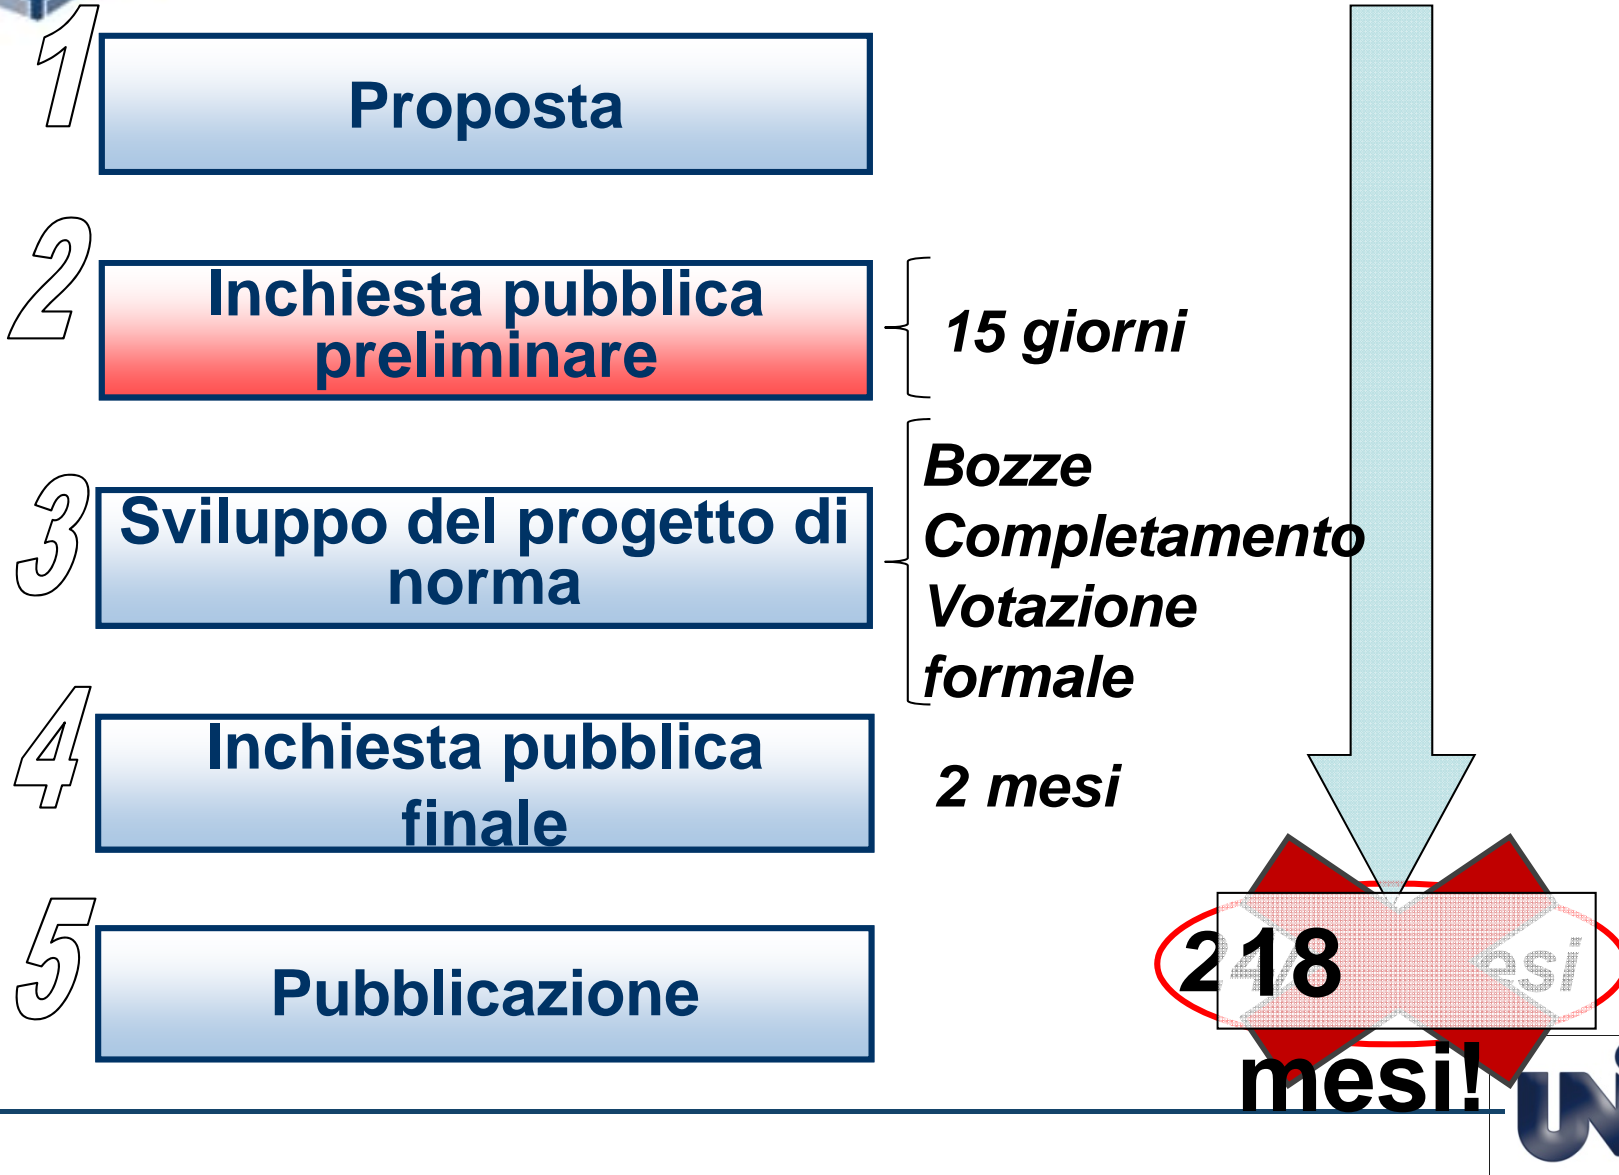 1
Proposta
2
Inchiesta pubblica
preliminare
15 giorni
3
Sviluppo del progetto di
norma
Bozze
Completamento
Votazione
formale
4
Inchiesta pubblica
finale
2 mesi
5
Pubblicazione
18
mesi!
UNI